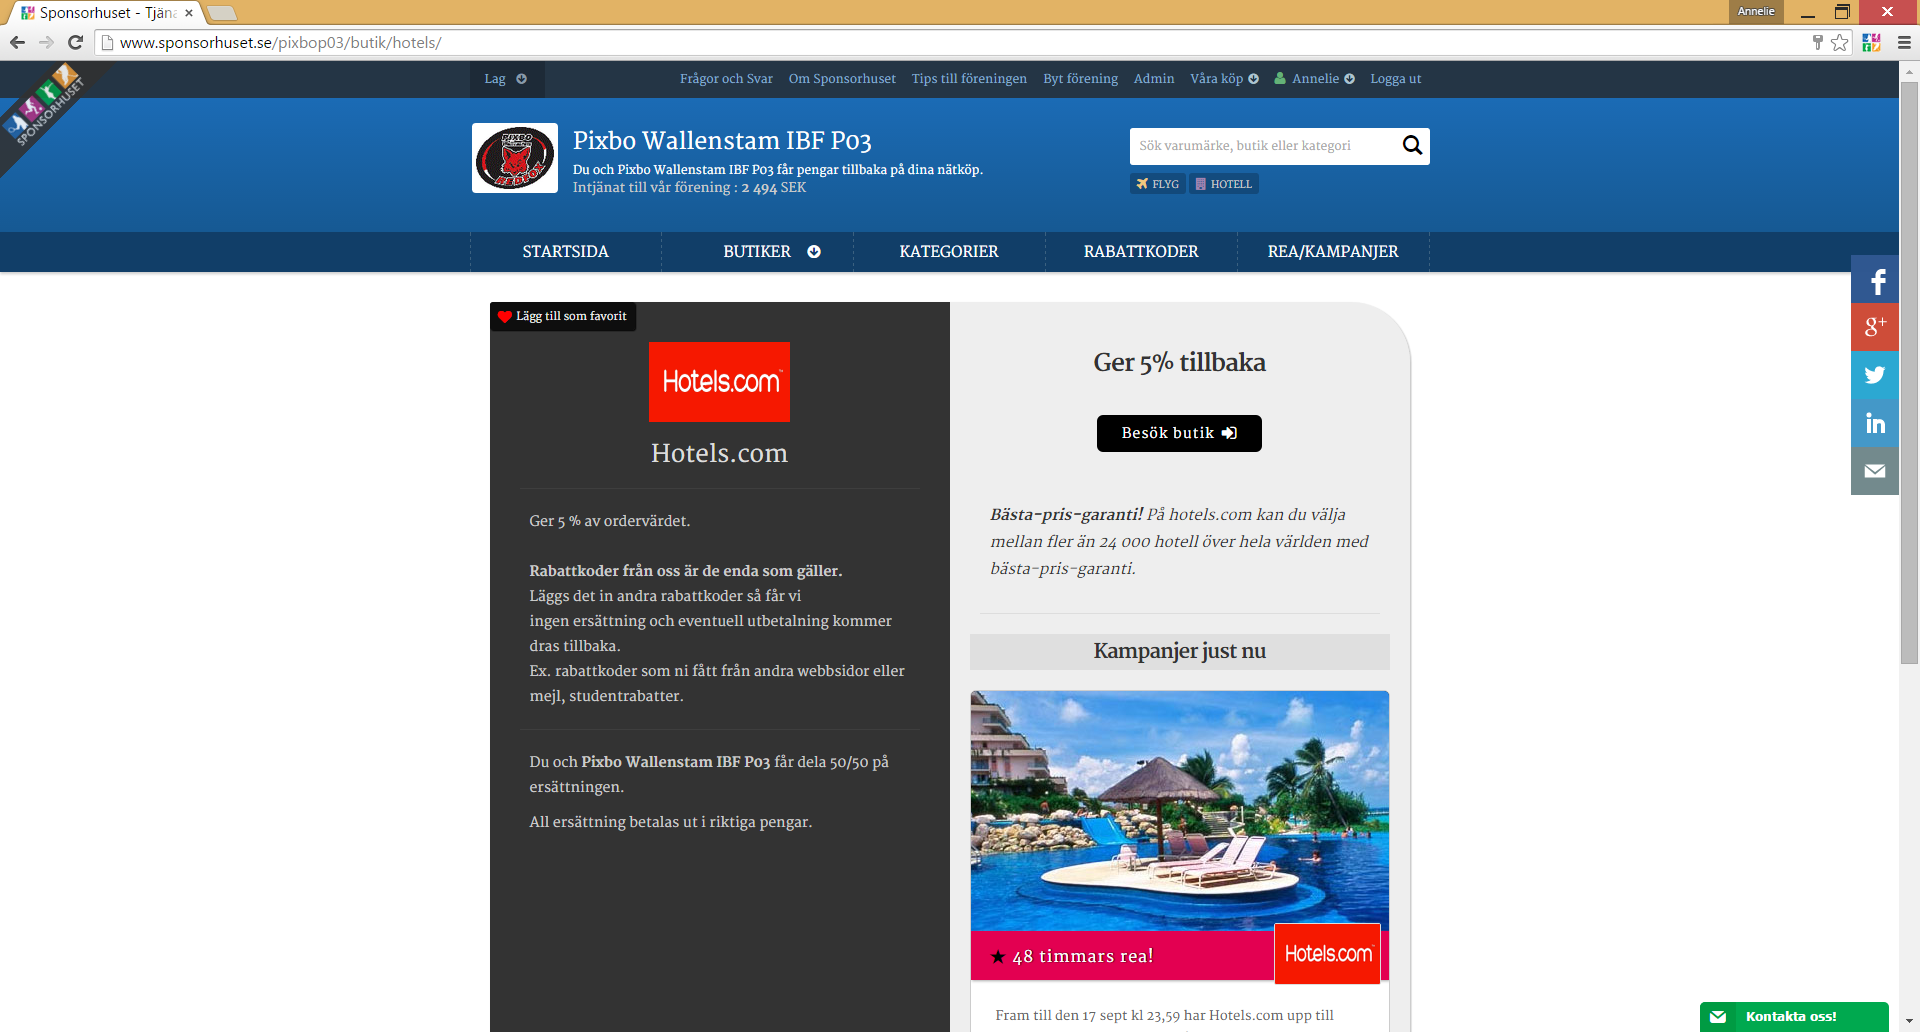 Sponsorhuset - Tjäna
Annelie
www.sponsorhuset.se/pixbop03/butik/hotels/
SPONSORHUSET
Lag
Frågor och Svar Om Sponsorhuset Tips till föreningen Byt förening Admin Våra köp Annelie Logga ut
PIXBO
REDFOX
Pixbo Wallenstam IBF P03
Du och Pixbo Wallenstam IBF P03 får pengar tillbaka på dina nätköp.
Intjänat till vår förening : 2 494 SEK
Sök varumärke, butik eller kategori
FLYG HOTELL
STARTSIDA BUTIKER KATEGORIER RABATTKODER REA/KAMPANJER
Lägg till som favorit
Hotels.com
Hotels.com
Ger 5 % av ordervärdet.
Rabattkoder från oss är de enda som gäller.
Läggs det in andra rabattkoder så får vi
ingen ersättning och eventuell utbetalning kommer
dras tillbaka.
Ex. rabattkoder som ni fått från andra webbsidor eller
mejl, studentrabatter.
Du och Pixbo Wallenstam IBF P03 får dela 50/50 på
ersättningen.
All ersättning betalas ut i riktiga pengar.
Ger 5% tillbaka
Besök butik
Bästa-pris-garanti! På hotels.com kan du välja
mellan fler än 24 000 hotell över hela världen med
bästa-pris-garanti.
Kampanjer just nu
★ 48 timmars rea!
Hotels.com
Fram till den 17 sept kl 23,59 har Hotels.com upp till
f
g+
in
Kontakta oss!